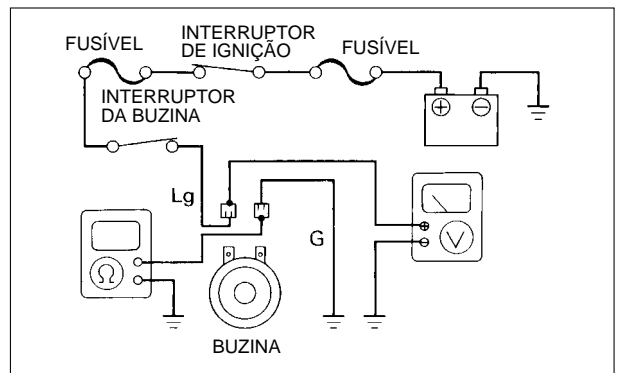 FUSÍVEL
INTERRUPTOR
DE IGNIÇÃO
FUSÍVEL
INTERRUPTOR
DA BUZINA
+
−
Lg
G
Ω
+
−
V
BUZINA